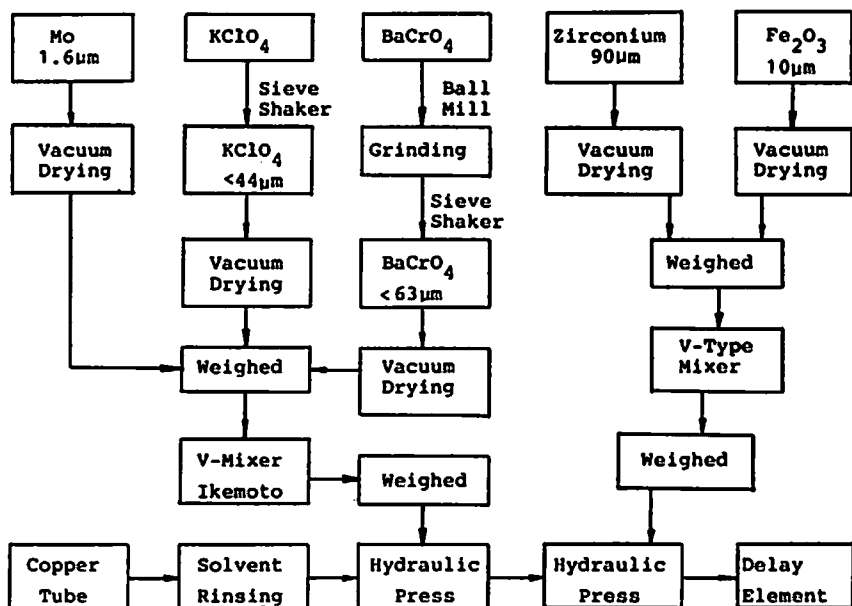 Mo
1.6μm
KClO₄
BaCrO₄
Zirconium
90μm
Fe₂O₃
10μm
Sieve
Shaker
Ball
Mill
Vacuum
Drying
KClO₄
<44μm
Grinding
Vacuum
Drying
Vacuum
Drying
Sieve
Shaker
Vacuum
Drying
BaCrO₄
<63μm
Weighed
Weighed
Vacuum
Drying
V-Type
Mixer
V-Mixer
Ikemoto
Weighed
Weighed
Copper
Tube
Solvent
Rinsing
Hydraulic
Press
Hydraulic
Press
Delay
Element